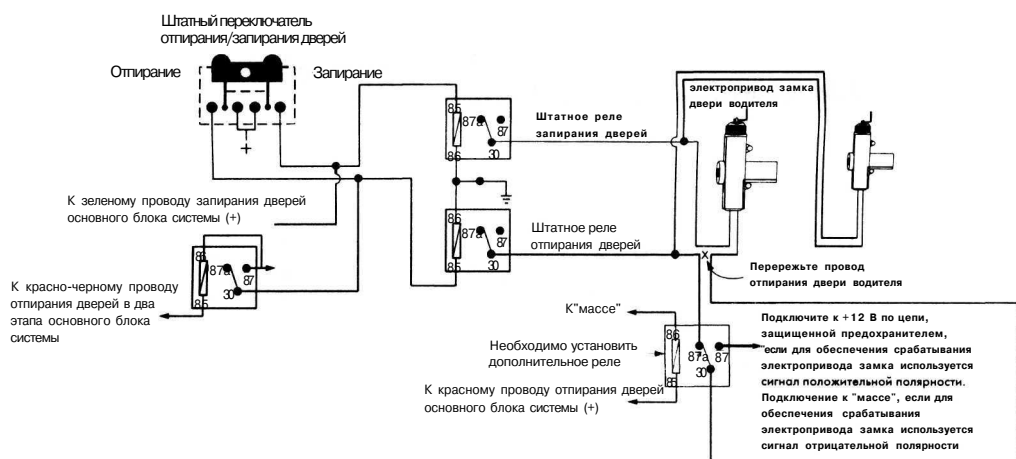 Штатный переключатель
отпирания/запирания дверей
Отпирание
Запирание
85
87a
87
30
86
Штатное реле
запирания дверей
электропривод замка
двери водителя
+
К зеленому проводу запирания дверей
основного блока системы (+)
86
87a
87
30
85
Штатное реле
отпирания дверей
X
Перережьте провод
отпирания двери водителя
86
87a
87
30
85
К красно-черному проводу
отпирания дверей в два
этапа основного блока
системы
К"массе"
Необходимо установить
дополнительное реле
86
87a
87
30
85
К красному проводу отпирания дверей
основного блока системы (+)
Подключите к +12 В по цепи,
защищенной предохранителем,
если для обеспечения срабатывания
электропривода замка используется
сигнал положительной полярности.
Подключение к "массе", если для
обеспечения срабатывания
электропривода замка используется
сигнал отрицательной полярности